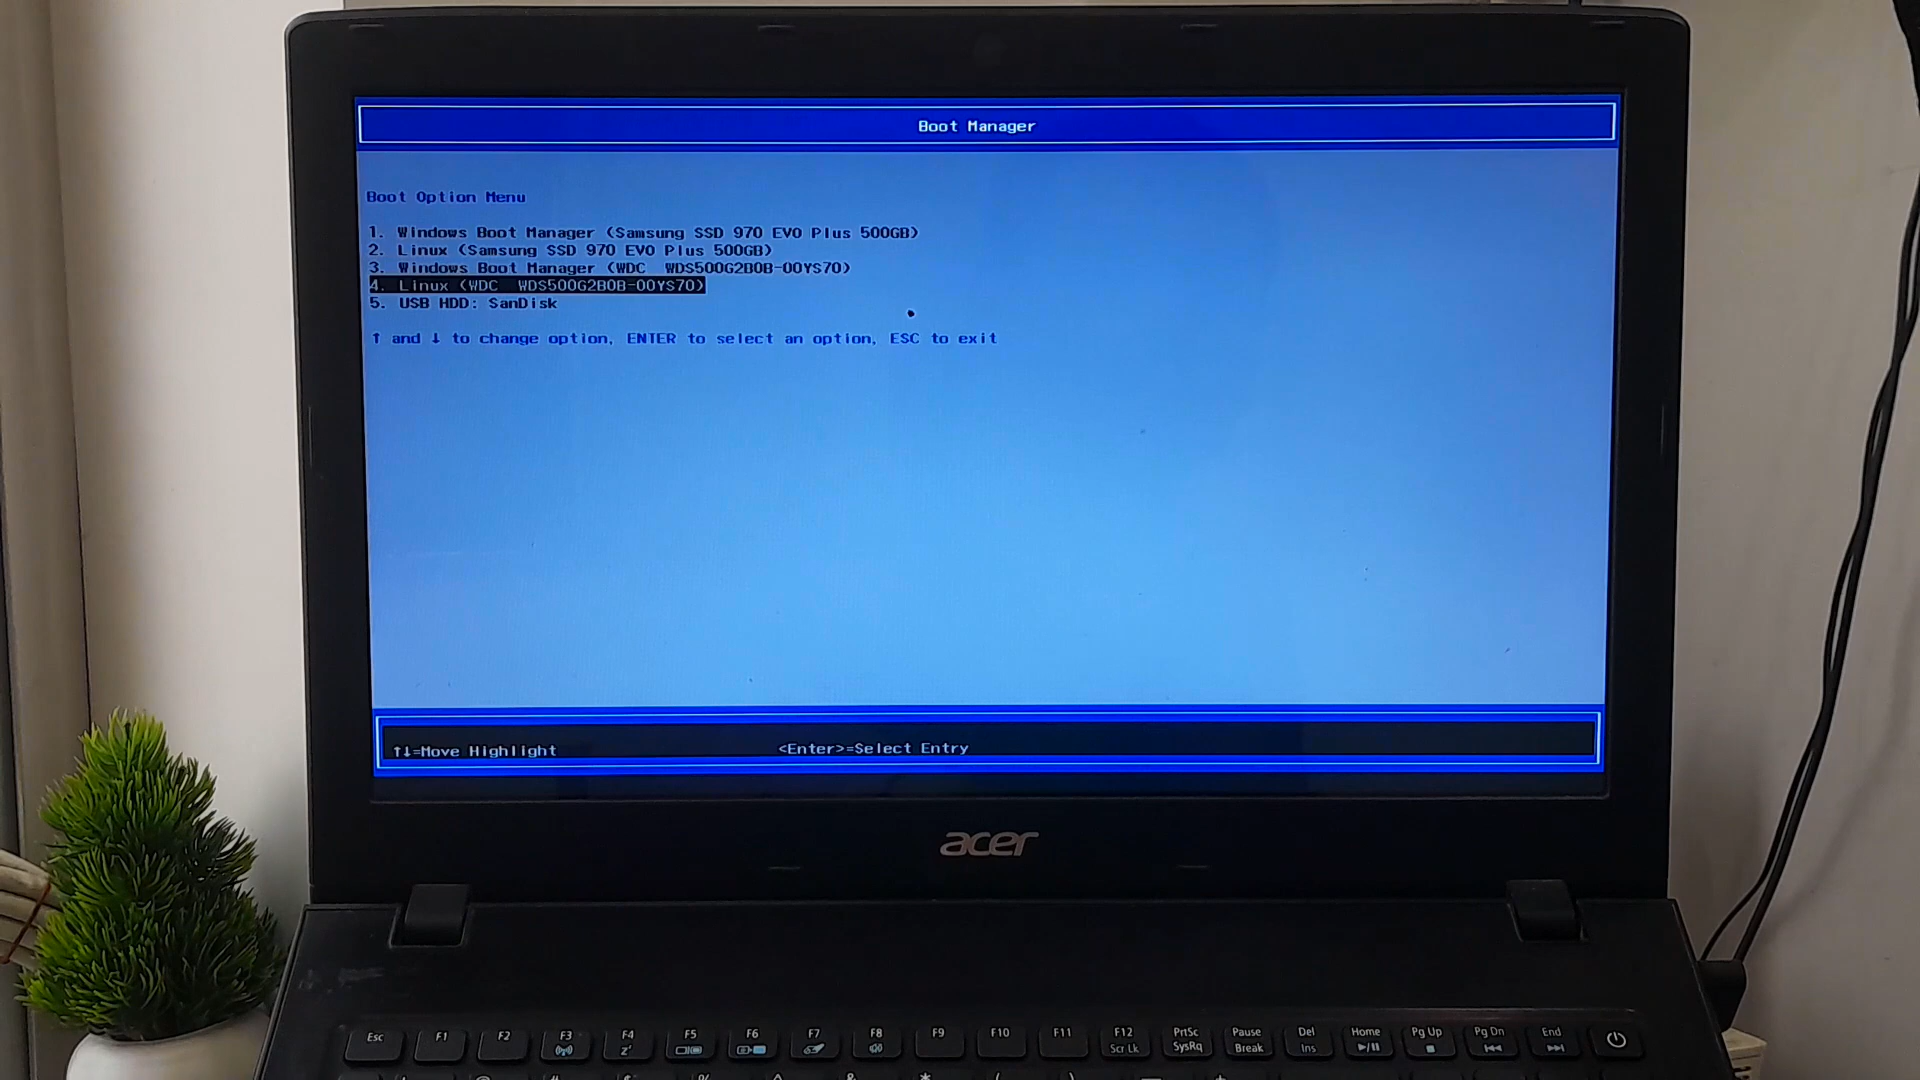 Boot Manager
Boot Option Menu
1. Windows Boot Manager (Samsung SSD 970 EVO Plus 500GB)
2. Linux (Samsung SSD 970 EVO Plus 500GB)
3. Windows Boot Manager (WDC  WDS500G2B0B-00YS70)
4. Linux (WDC  WDS500G2B0B-00YS70)
5. USB HDD: SanDisk
↑ and ↓ to change option, ENTER to select an option, ESC to exit
↑↓=Move Highlight <Enter>=Select Entry
acer
Esc F1 F2 F3 F4 F5 F6 F7 F8 F9 F10 F11 F12 PrtSc Pause Del Home Pg Up Pg Dn End
Scr Lk SysRq Break Ins